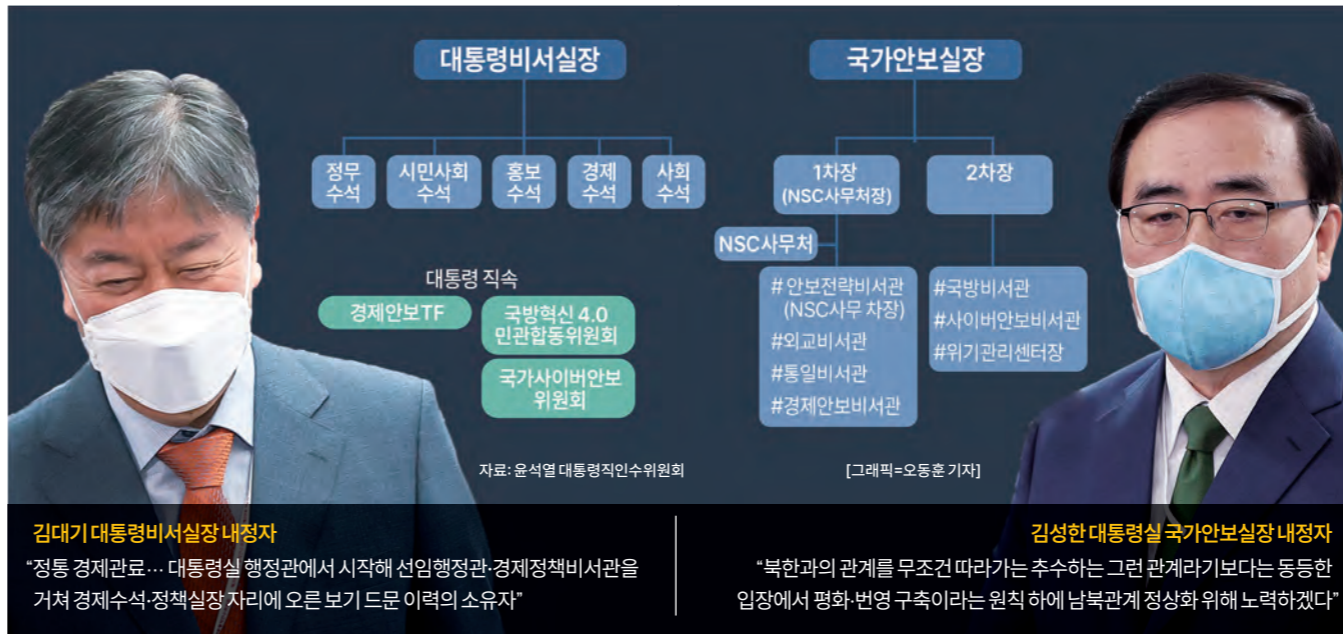 대통령비서실장
정무
수석
시민사회
수석
홍보
수석
경제
수석
사회
수석
대통령 직속
경제안보TF
국방혁신 4.0
민관합동위원회
국가사이버안보
위원회
국가안보실장
1차장
(NSC사무처장)
2차장
NSC사무처
# 안보전략비서관
(NSC사무 차장)
#외교비서관
#통일비서관
#경제안보비서관
#국방비서관
#사이버안보비서관
#위기관리센터장
자료: 윤석열 대통령직인수위원회
[그래픽=오동훈 기자]
김대기 대통령비서실장 내정자
“정통 경제관료… 대통령실 행정관에서 시작해 선임행정관·경제정책비서관을
거쳐 경제수석·정책실장 자리에 오른 보기 드문 이력의 소유자”
김성한 대통령실 국가안보실장 내정자
“북한과의 관계를 무조건 따라가는 추수하는 그런 관계라기보다는 동등한
입장에서 평화·번영 구축이라는 원칙 하에 남북관계 정상화 위해 노력하겠다”